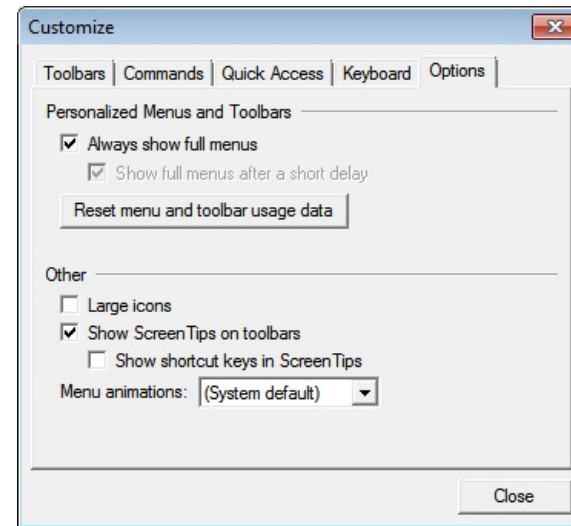 Customize
Toolbars Commands Quick Access Keyboard Options
Personalized Menus and Toolbars
Always show full menus
Show full menus after a short delay
Reset menu and toolbar usage data
Other
Large icons
Show ScreenTips on toolbars
Show shortcut keys in ScreenTips
Menu animations: (System default)
Close